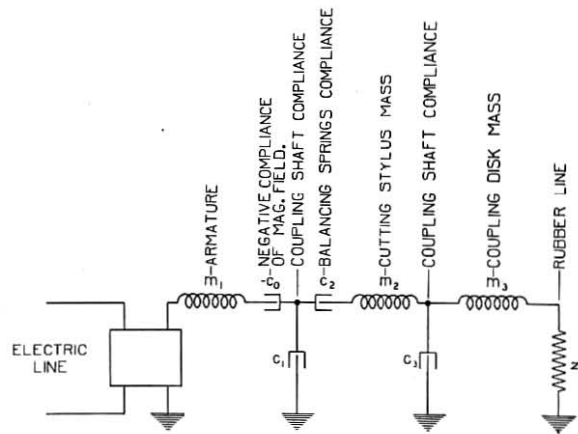 m-ARMATURE
-NEGATIVE COMPLIANCE
OF MAG. FIELD.
COUPLING SHAFT COMPLIANCE
-BALANCING SPRINGS COMPLIANCE
m-CUTTING STYLUS MASS
COUPLING SHAFT COMPLIANCE
m-COUPLING DISK MASS
RUBBER LINE
m₁
-C₀
C₂
m₂
m₃
ELECTRIC
LINE
C₁
C₃
z